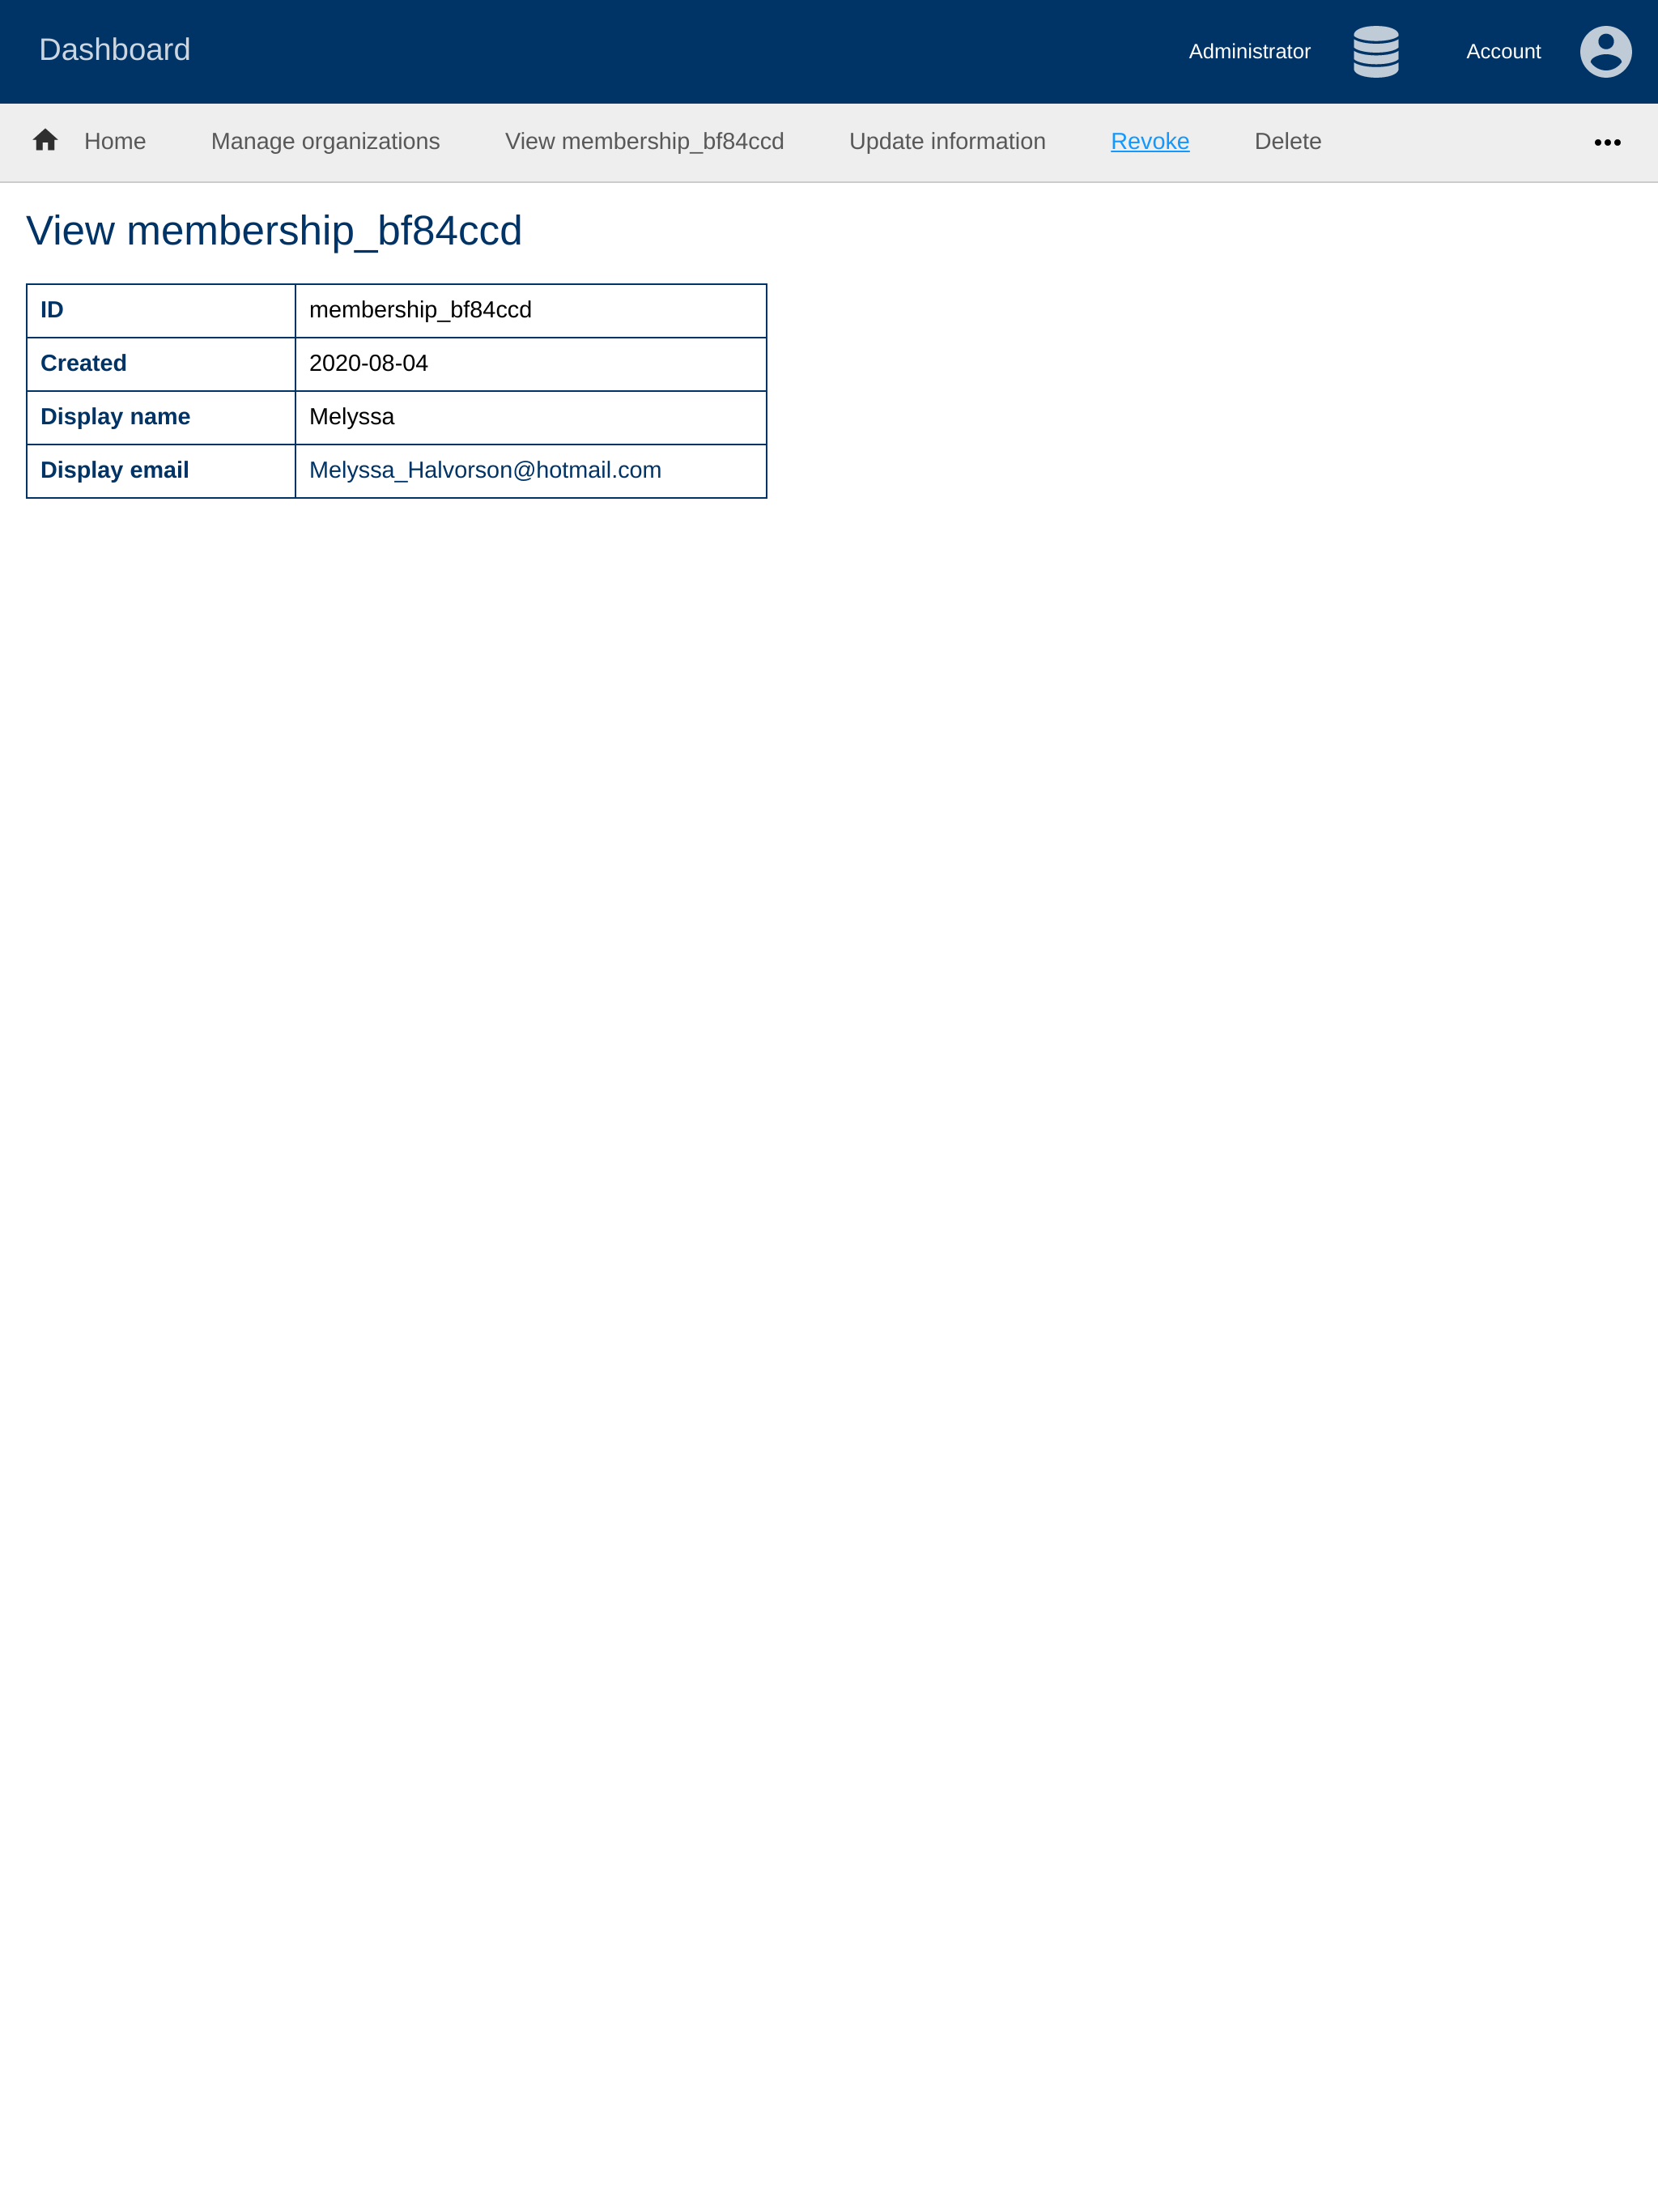 Dashboard
Administrator
Account
Home Manage organizations View membership_bf84ccd Update information Revoke Delete
View membership_bf84ccd
ID membership_bf84ccd
Created 2020-08-04
Display name Melyssa
Display email Melyssa_Halvorson@hotmail.com